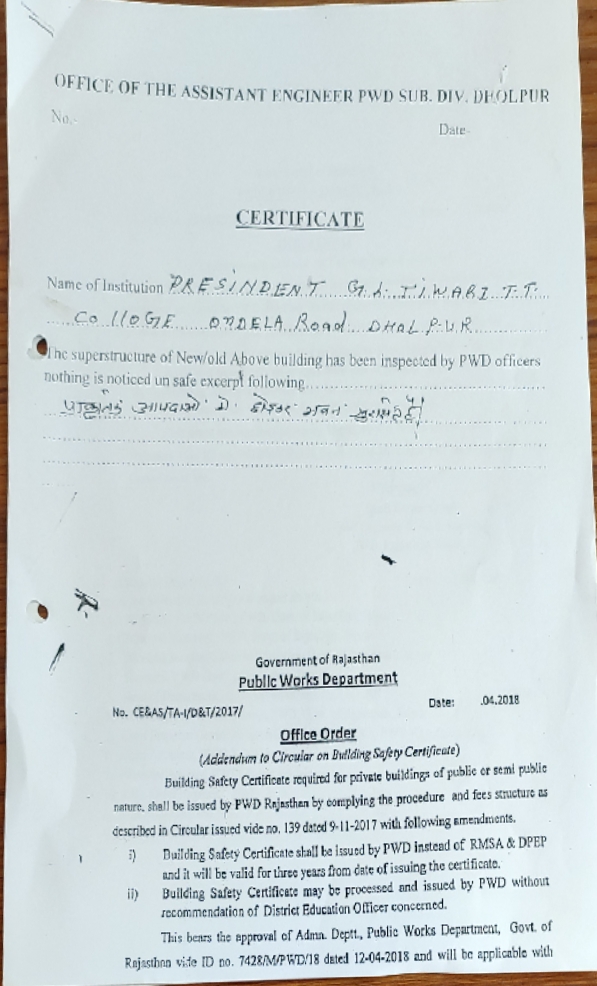 OFFICE OF THE ASSISTANT ENGINEER PWD SUB. DIV. DHOLPUR
No.-
Date-
CERTIFICATE
Name of Institution PRESiNDENT G.L. TIWARI T.T.
Co llOGE ONDELA Road DHOLPUR
The superstructure of New/old Above building has been inspected by PWD officers
nothing is noticed un safe excerpt following
प्राकृतिक आपदाओं को छोड़कर भवन सुरक्षित है।
Government of Rajasthan
Public Works Department
No. CE&AS/TA-I/D&T/2017/
Date: .04.2018
Office Order
(Addendum to Circular on Building Safety Certificate)
Building Safety Certificate required for private buildings of public or semi public
nature, shall be issued by PWD Rajasthan by complying the procedure and fees structure as
described in Circular issued vide no. 139 dated 9-11-2017 with following amendments.
i) Building Safety Certificate shall be issued by PWD instead of RMSA & DPEP
and it will be valid for three years from date of issuing the certificate.
ii) Building Safety Certificate may be processed and issued by PWD without
recommendation of District Education Officer concerned.
This bears the approval of Admn. Deptt., Public Works Department, Govt. of
Rajasthan vide ID no. 7428/M/PWD/18 dated 12-04-2018 and will be applicable with